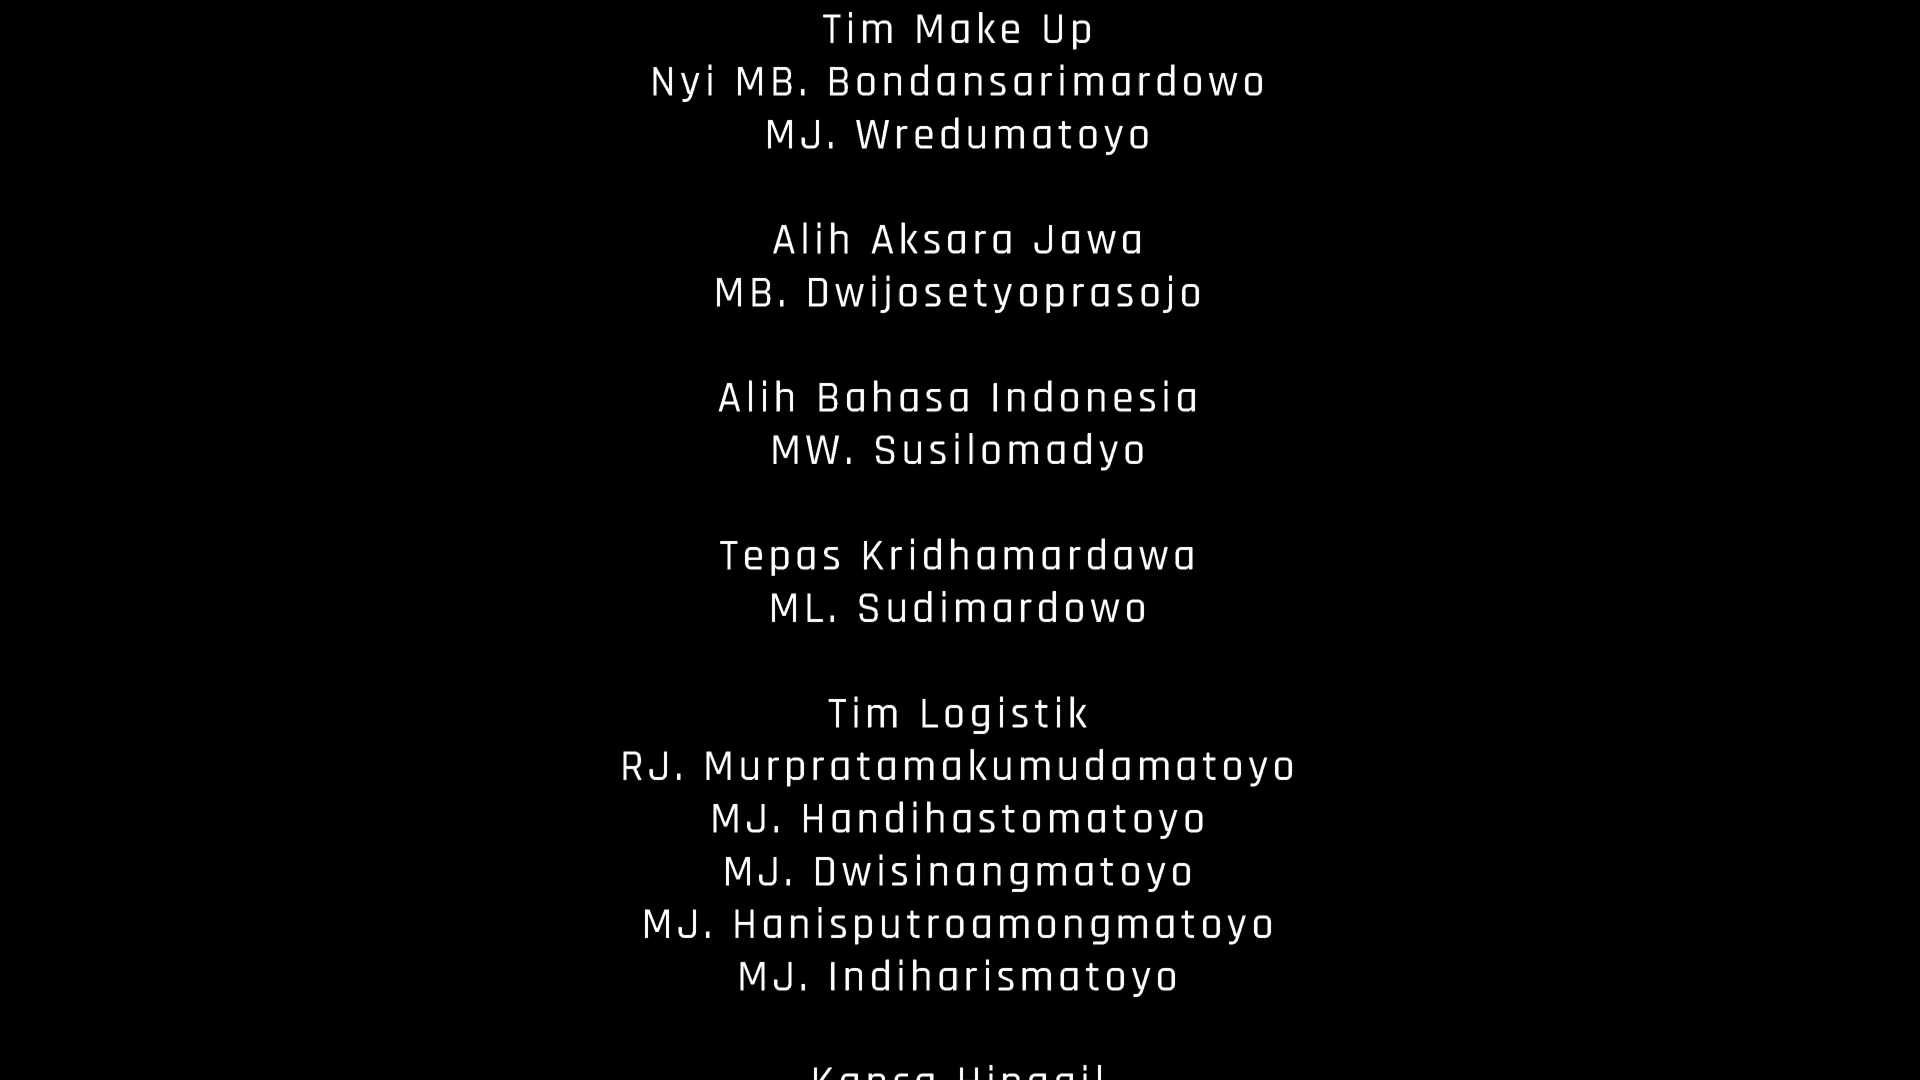 Tim Make Up
Nyi MB. Bondansarimardowo
MJ. Wredumatoyo
Alih Aksara Jawa
MB. Dwijosetyoprasojo
Alih Bahasa Indonesia
MW. Susilomadyo
Tepas Kridhamardawa
ML. Sudimardowo
Tim Logistik
RJ. Murpratamakumudamatoyo
MJ. Handihastomatoyo
MJ. Dwisinangmatoyo
MJ. Hanisputroamongmatoyo
MJ. Indiharismatoyo